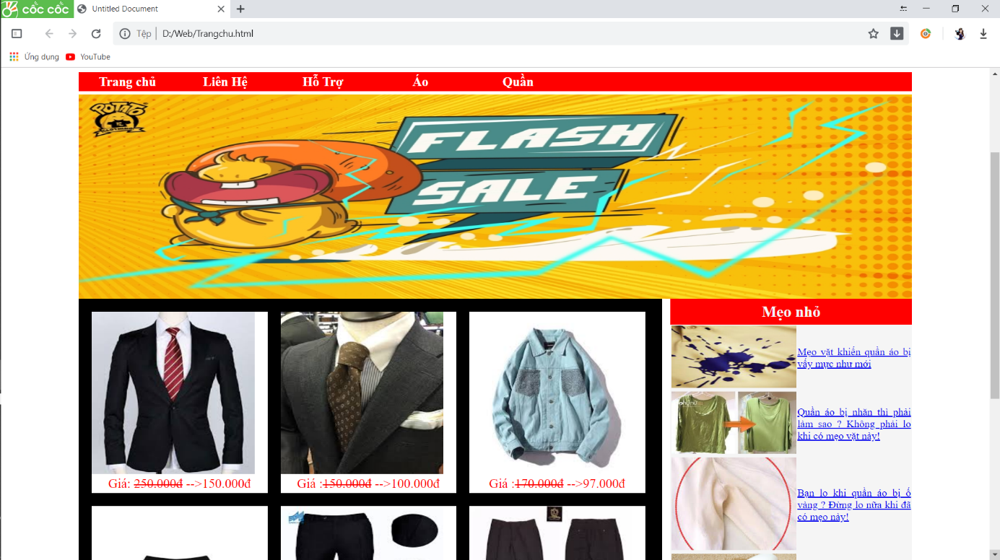 cốc cốc
Untitled Document
Tệp
D:/Web/Trangchu.html
Ứng dụng
YouTube
Trang chủ
Liên Hệ
Hỗ Trợ
Áo
Quần
POTATO
FLASH
SALE
Giá: 250.000đ -->150.000đ
Giá :150.000đ -->100.000đ
Giá :170.000đ -->97.000đ
Mẹo nhỏ
Mẹo vặt khiến quần áo bị
vấy mực như mới
Quần áo bị nhăn thì phải
làm sao ? Không phải lo
khi có mẹo vặt này!
Bạn lo khi quần áo bị ố
vàng ? Đừng lo nữa khi đã
có mẹo này!